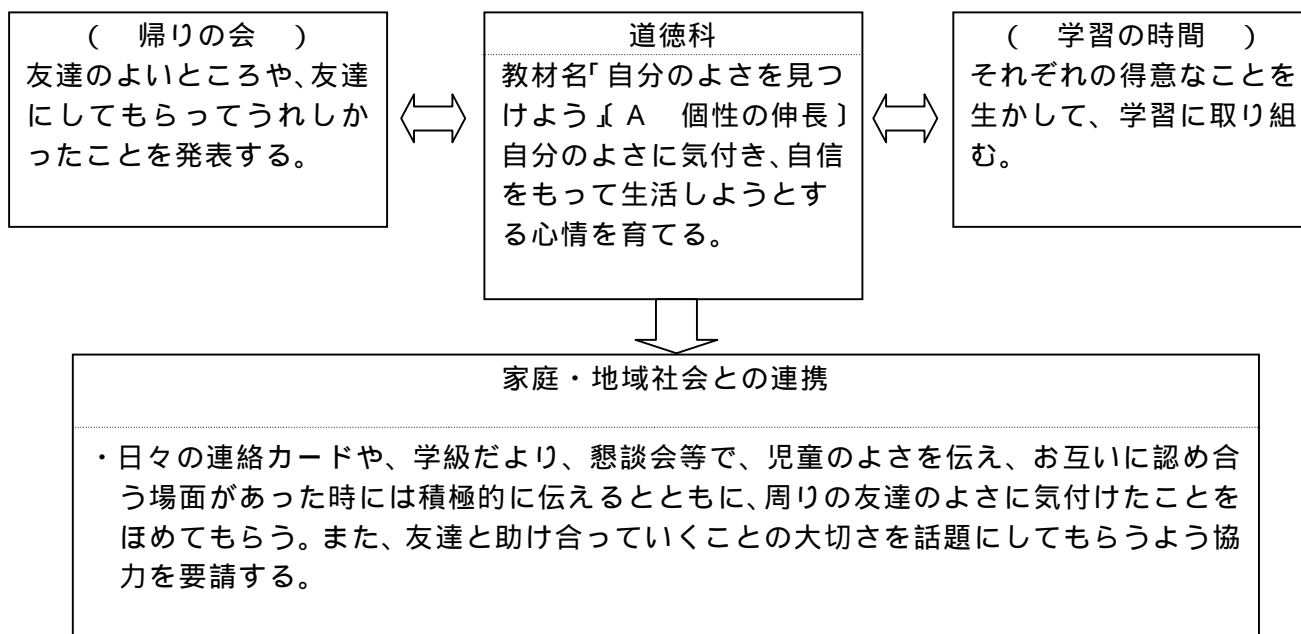 （　帰りの会　）
友達のよいところや、友達
にしてもらってうれしか
ったことを発表する。
道徳科
教材名「自分のよさを見つ
けよう」〔A　個性の伸長〕
自分のよさに気付き、自信
をもって生活しようとす
る心情を育てる。
（　学習の時間　）
それぞれの得意なことを
生かして、学習に取り組
む。
家庭・地域社会との連携
・日々の連絡カードや、学級だより、懇談会等で、児童のよさを伝え、お互いに認め合
う場面があった時には積極的に伝えるとともに、周りの友達のよさに気付けたことを
ほめてもらう。また、友達と助け合っていくことの大切さを話題にしてもらうよう協
力を要請する。